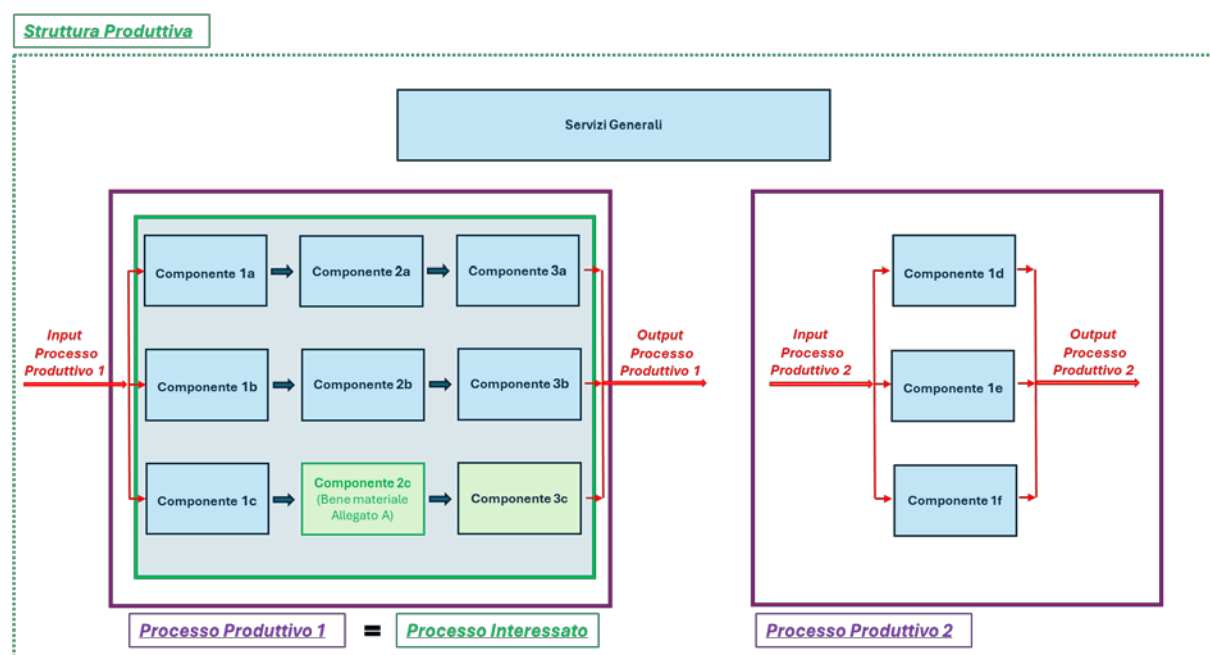 Struttura Produttiva
Servizi Generali
Componente 1a
Componente 2a
Componente 3a
Input
Processo
Produttivo 1
Componente 1b
Componente 2b
Componente 3b
Output
Processo
Produttivo 1
Componente 1c
Componente 2c
(Bene materiale
Allegato A)
Componente 3c
Processo Produttivo 1
=
Processo Interessato
Componente 1d
Input
Processo
Produttivo 2
Componente 1e
Output
Processo
Produttivo 2
Componente 1f
Processo Produttivo 2